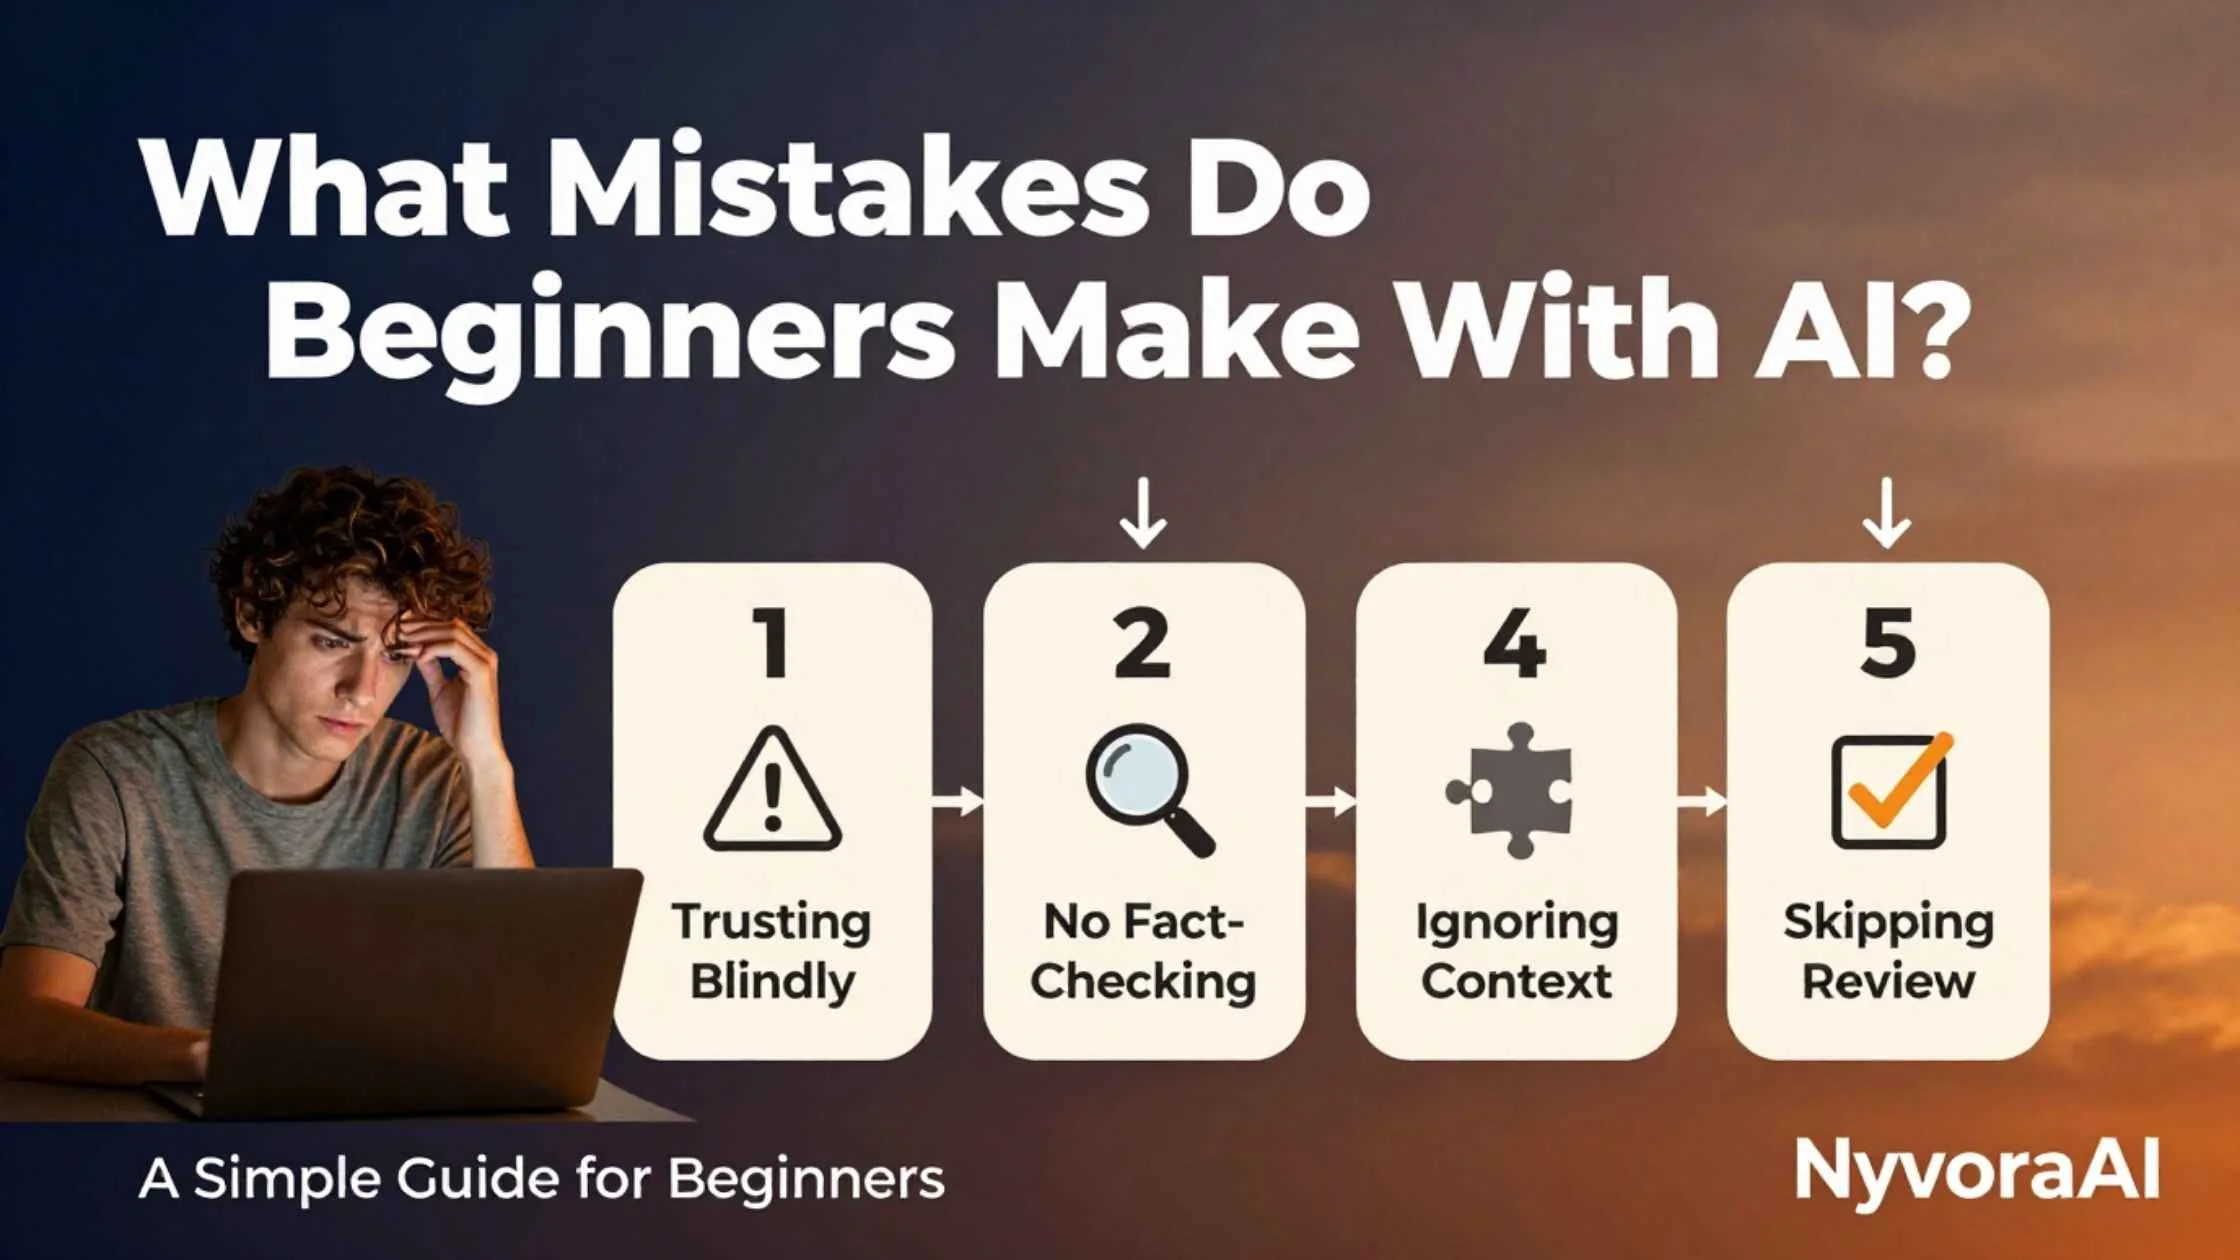 What Mistakes Do
Beginners Make With AI?
1
Trusting
Blindly
2
No Fact-
Checking
4
Ignoring
Context
5
Skipping
Review
A Simple Guide for Beginners
NyvoraAI